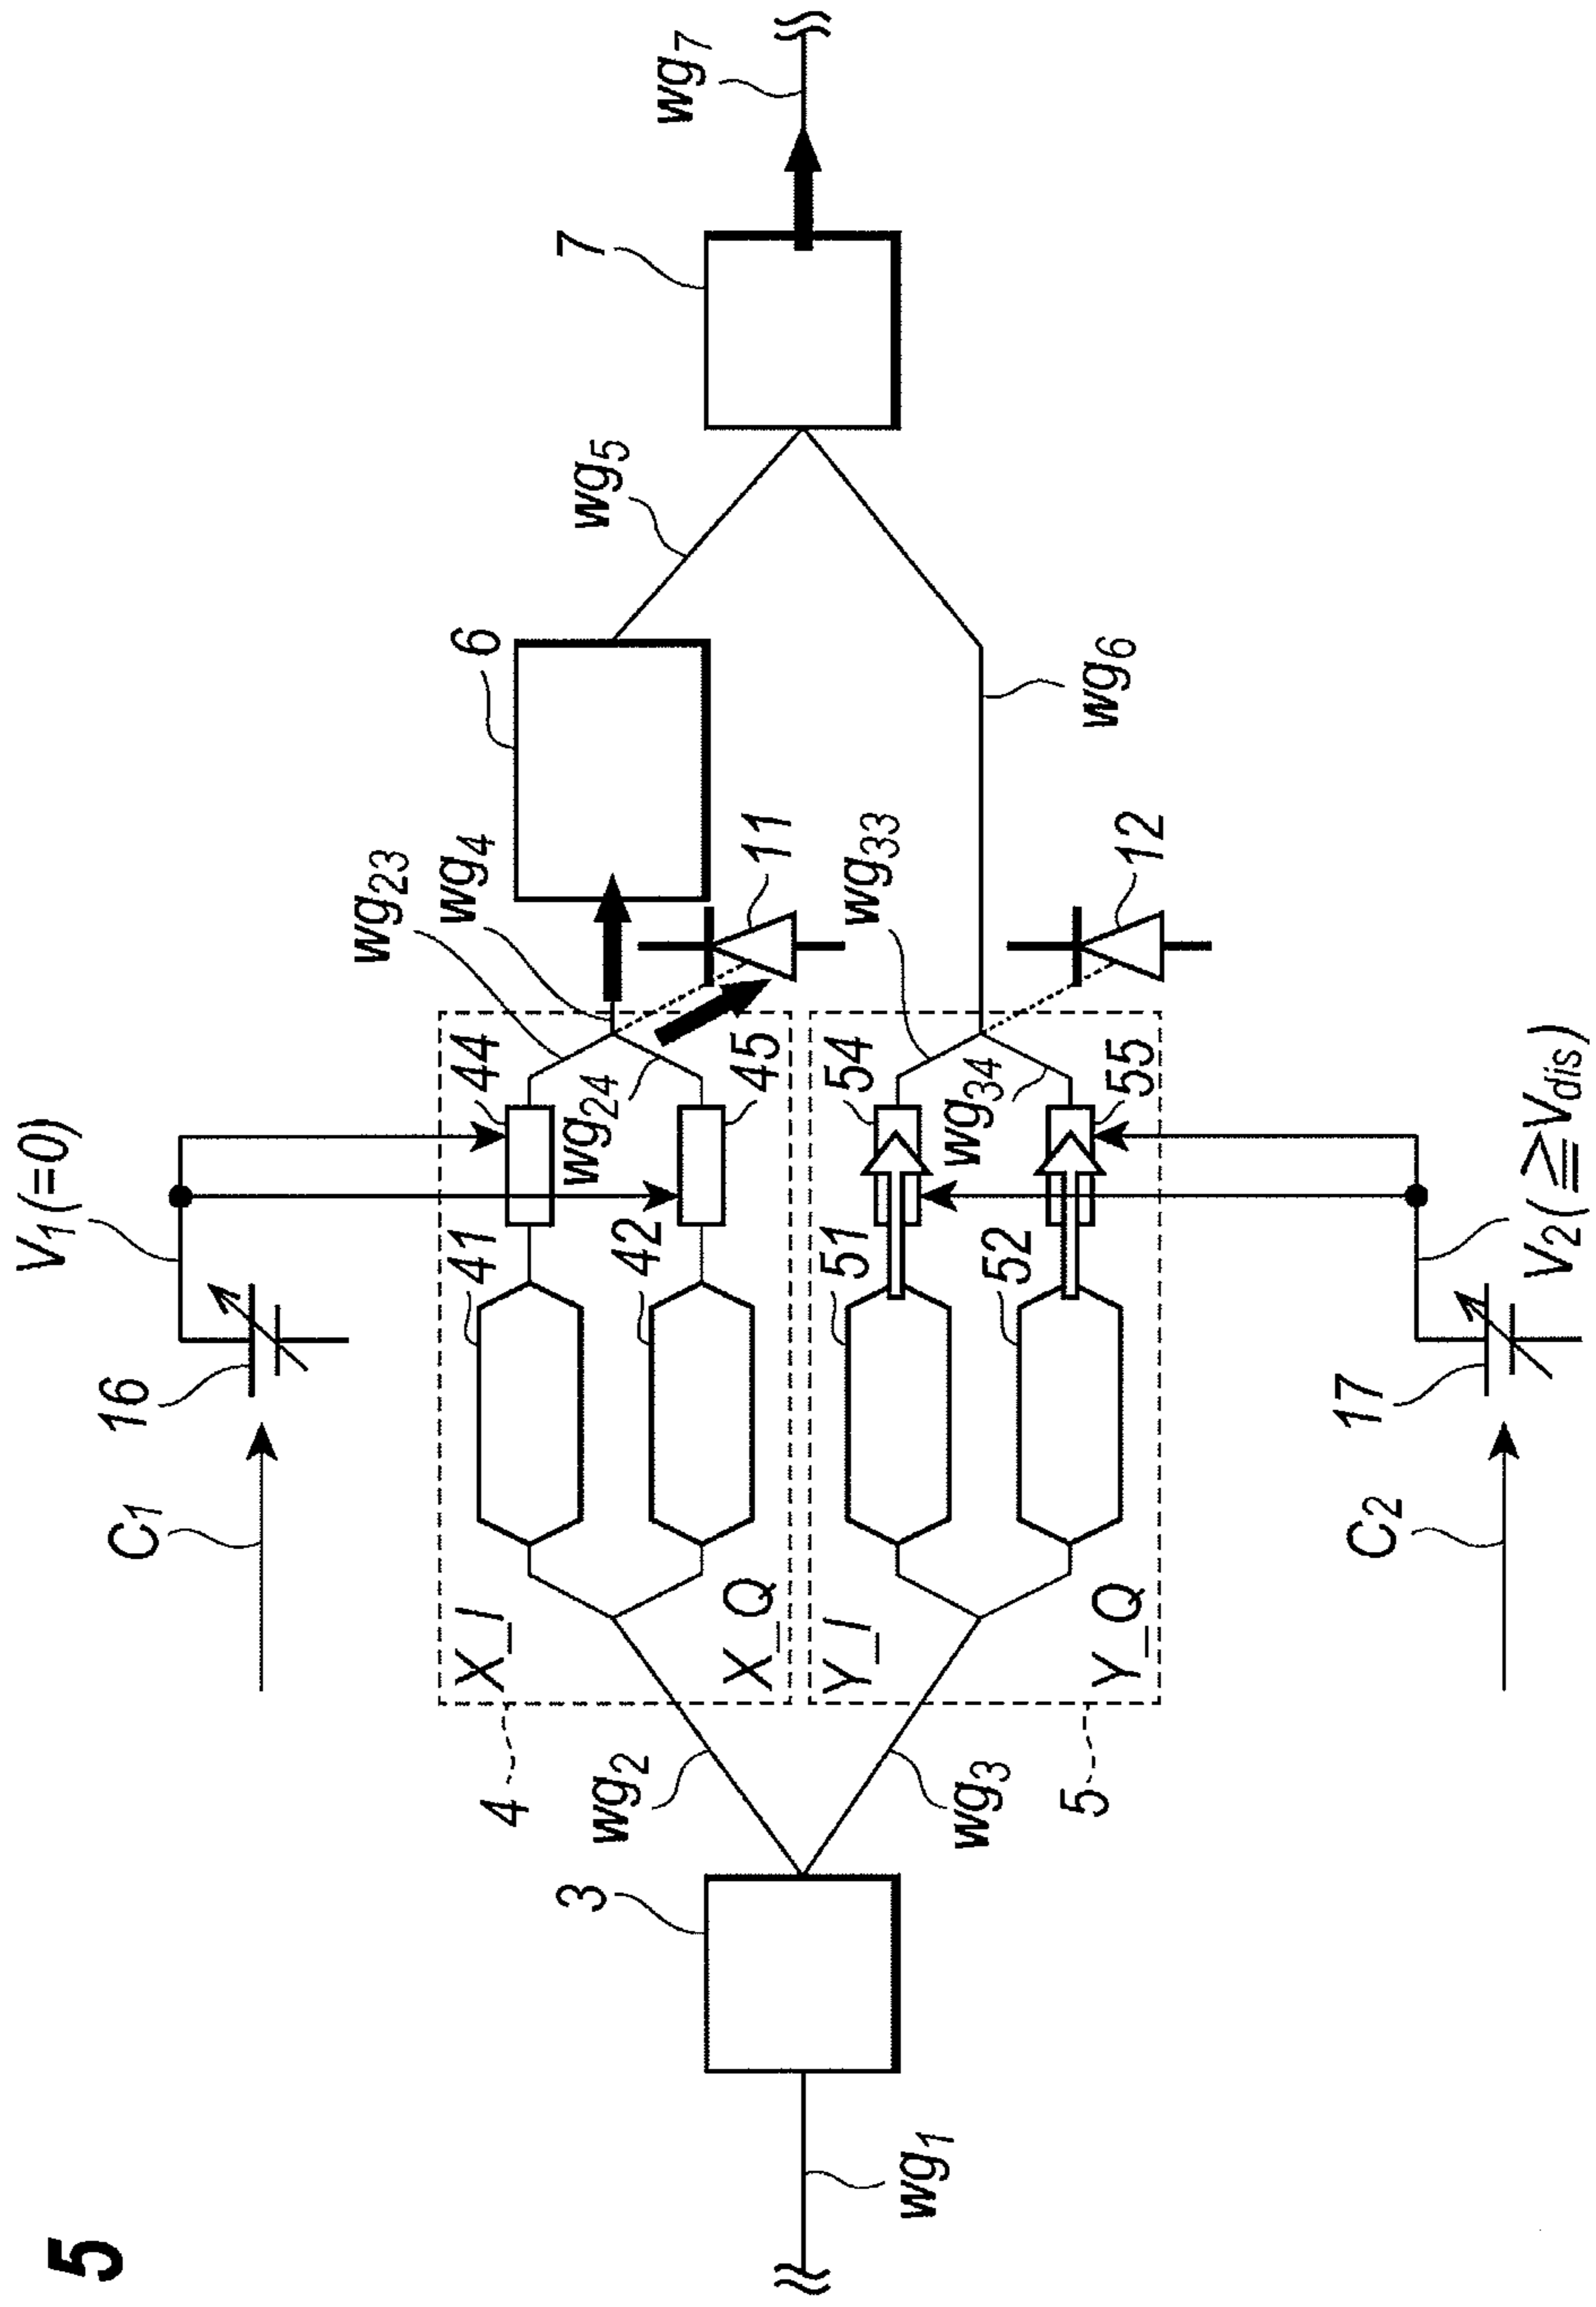 5
V1(=0)
C1
16
41
44
wg23
wg4
6
wg5
7
wg7
X_I
42
wg24
45
11
X_Q
4
wg2
3
wg1
wg3
5
Y_I
51
54
wg33
Y_Q
52
wg34
55
12
wg6
C2
17
V2(≧Vdis)